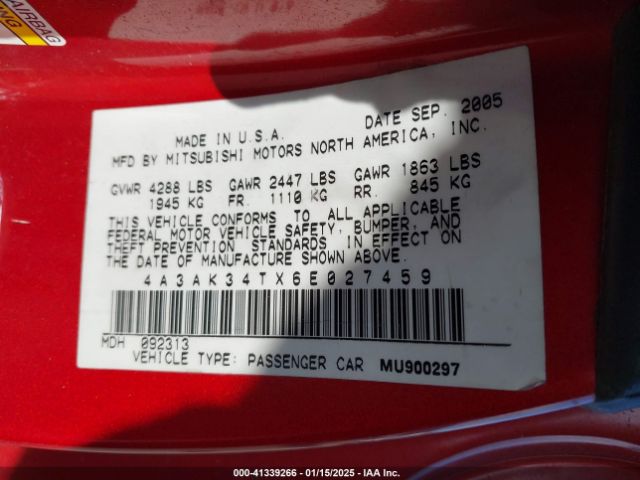 AIRBAG
MADE IN U.S.A. DATE SEP. 2005
MFD BY MITSUBISHI MOTORS NORTH AMERICA, INC.
GVWR 4288 LBS GAWR 2447 LBS GAWR 1863 LBS
1945 KG FR. 1110 KG RR. 845 KG
THIS VEHICLE CONFORMS TO ALL APPLICABLE
FEDERAL MOTOR VEHICLE SAFETY, BUMPER, AND
THEFT PREVENTION STANDARDS IN EFFECT ON
THE DATE OF MANUFACTURE SHOWN ABOVE.
4A3AK34TX6E027459
MDH 092313
VEHICLE TYPE: PASSENGER CAR MU900297
000-41339266 - 01/15/2025 - IAA Inc.